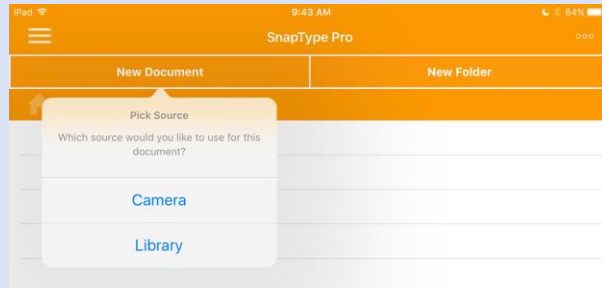 iPad 9:43 AM 84%
SnapType Pro
New Document New Folder
Pick Source
Which source would you like to use for this
document?
Camera
Library